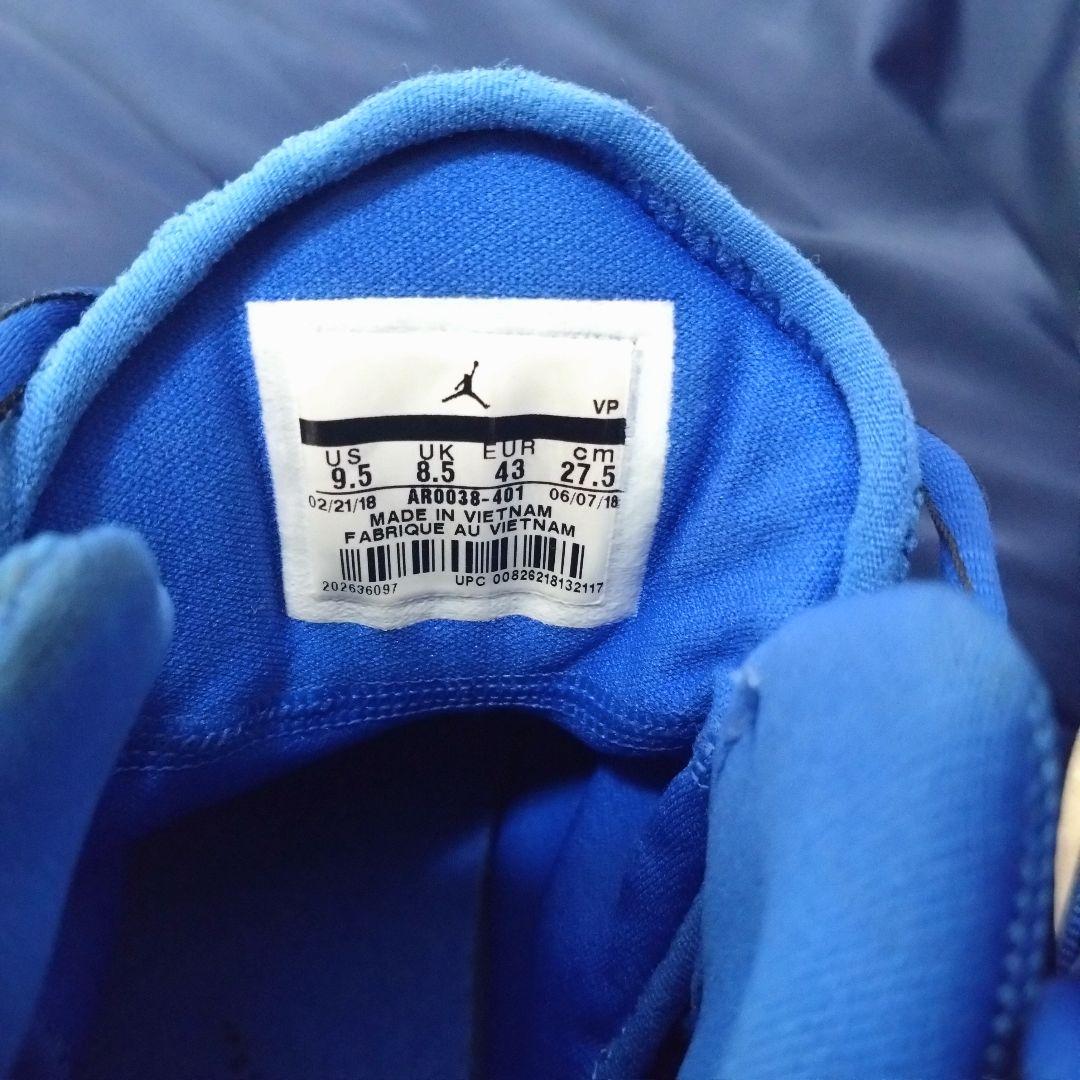 VP
US UK EUR cm
9.5 8.5 43 27.5
02/21/18 AR0038-401 06/07/18
MADE IN VIETNAM
FABRIQUE AU VIETNAM
202636097 UPC 00826218132117